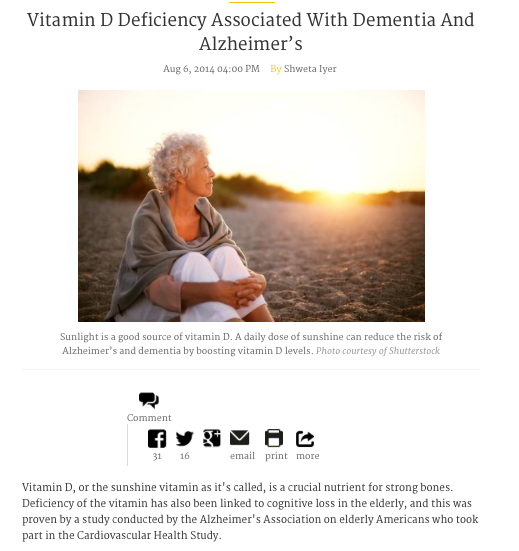 Vitamin D Deficiency Associated With Dementia And
Alzheimer’s
Aug 6, 2014 04:00 PM By Shweta Iyer
Sunlight is a good source of vitamin D. A daily dose of sunshine can reduce the risk of
Alzheimer’s and dementia by boosting vitamin D levels. Photo courtesy of Shutterstock
Comment
31 16 email print more
Vitamin D, or the sunshine vitamin as it's called, is a crucial nutrient for strong bones.
Deficiency of the vitamin has also been linked to cognitive loss in the elderly, and this was
proven by a study conducted by the Alzheimer's Association on elderly Americans who took
part in the Cardiovascular Health Study.